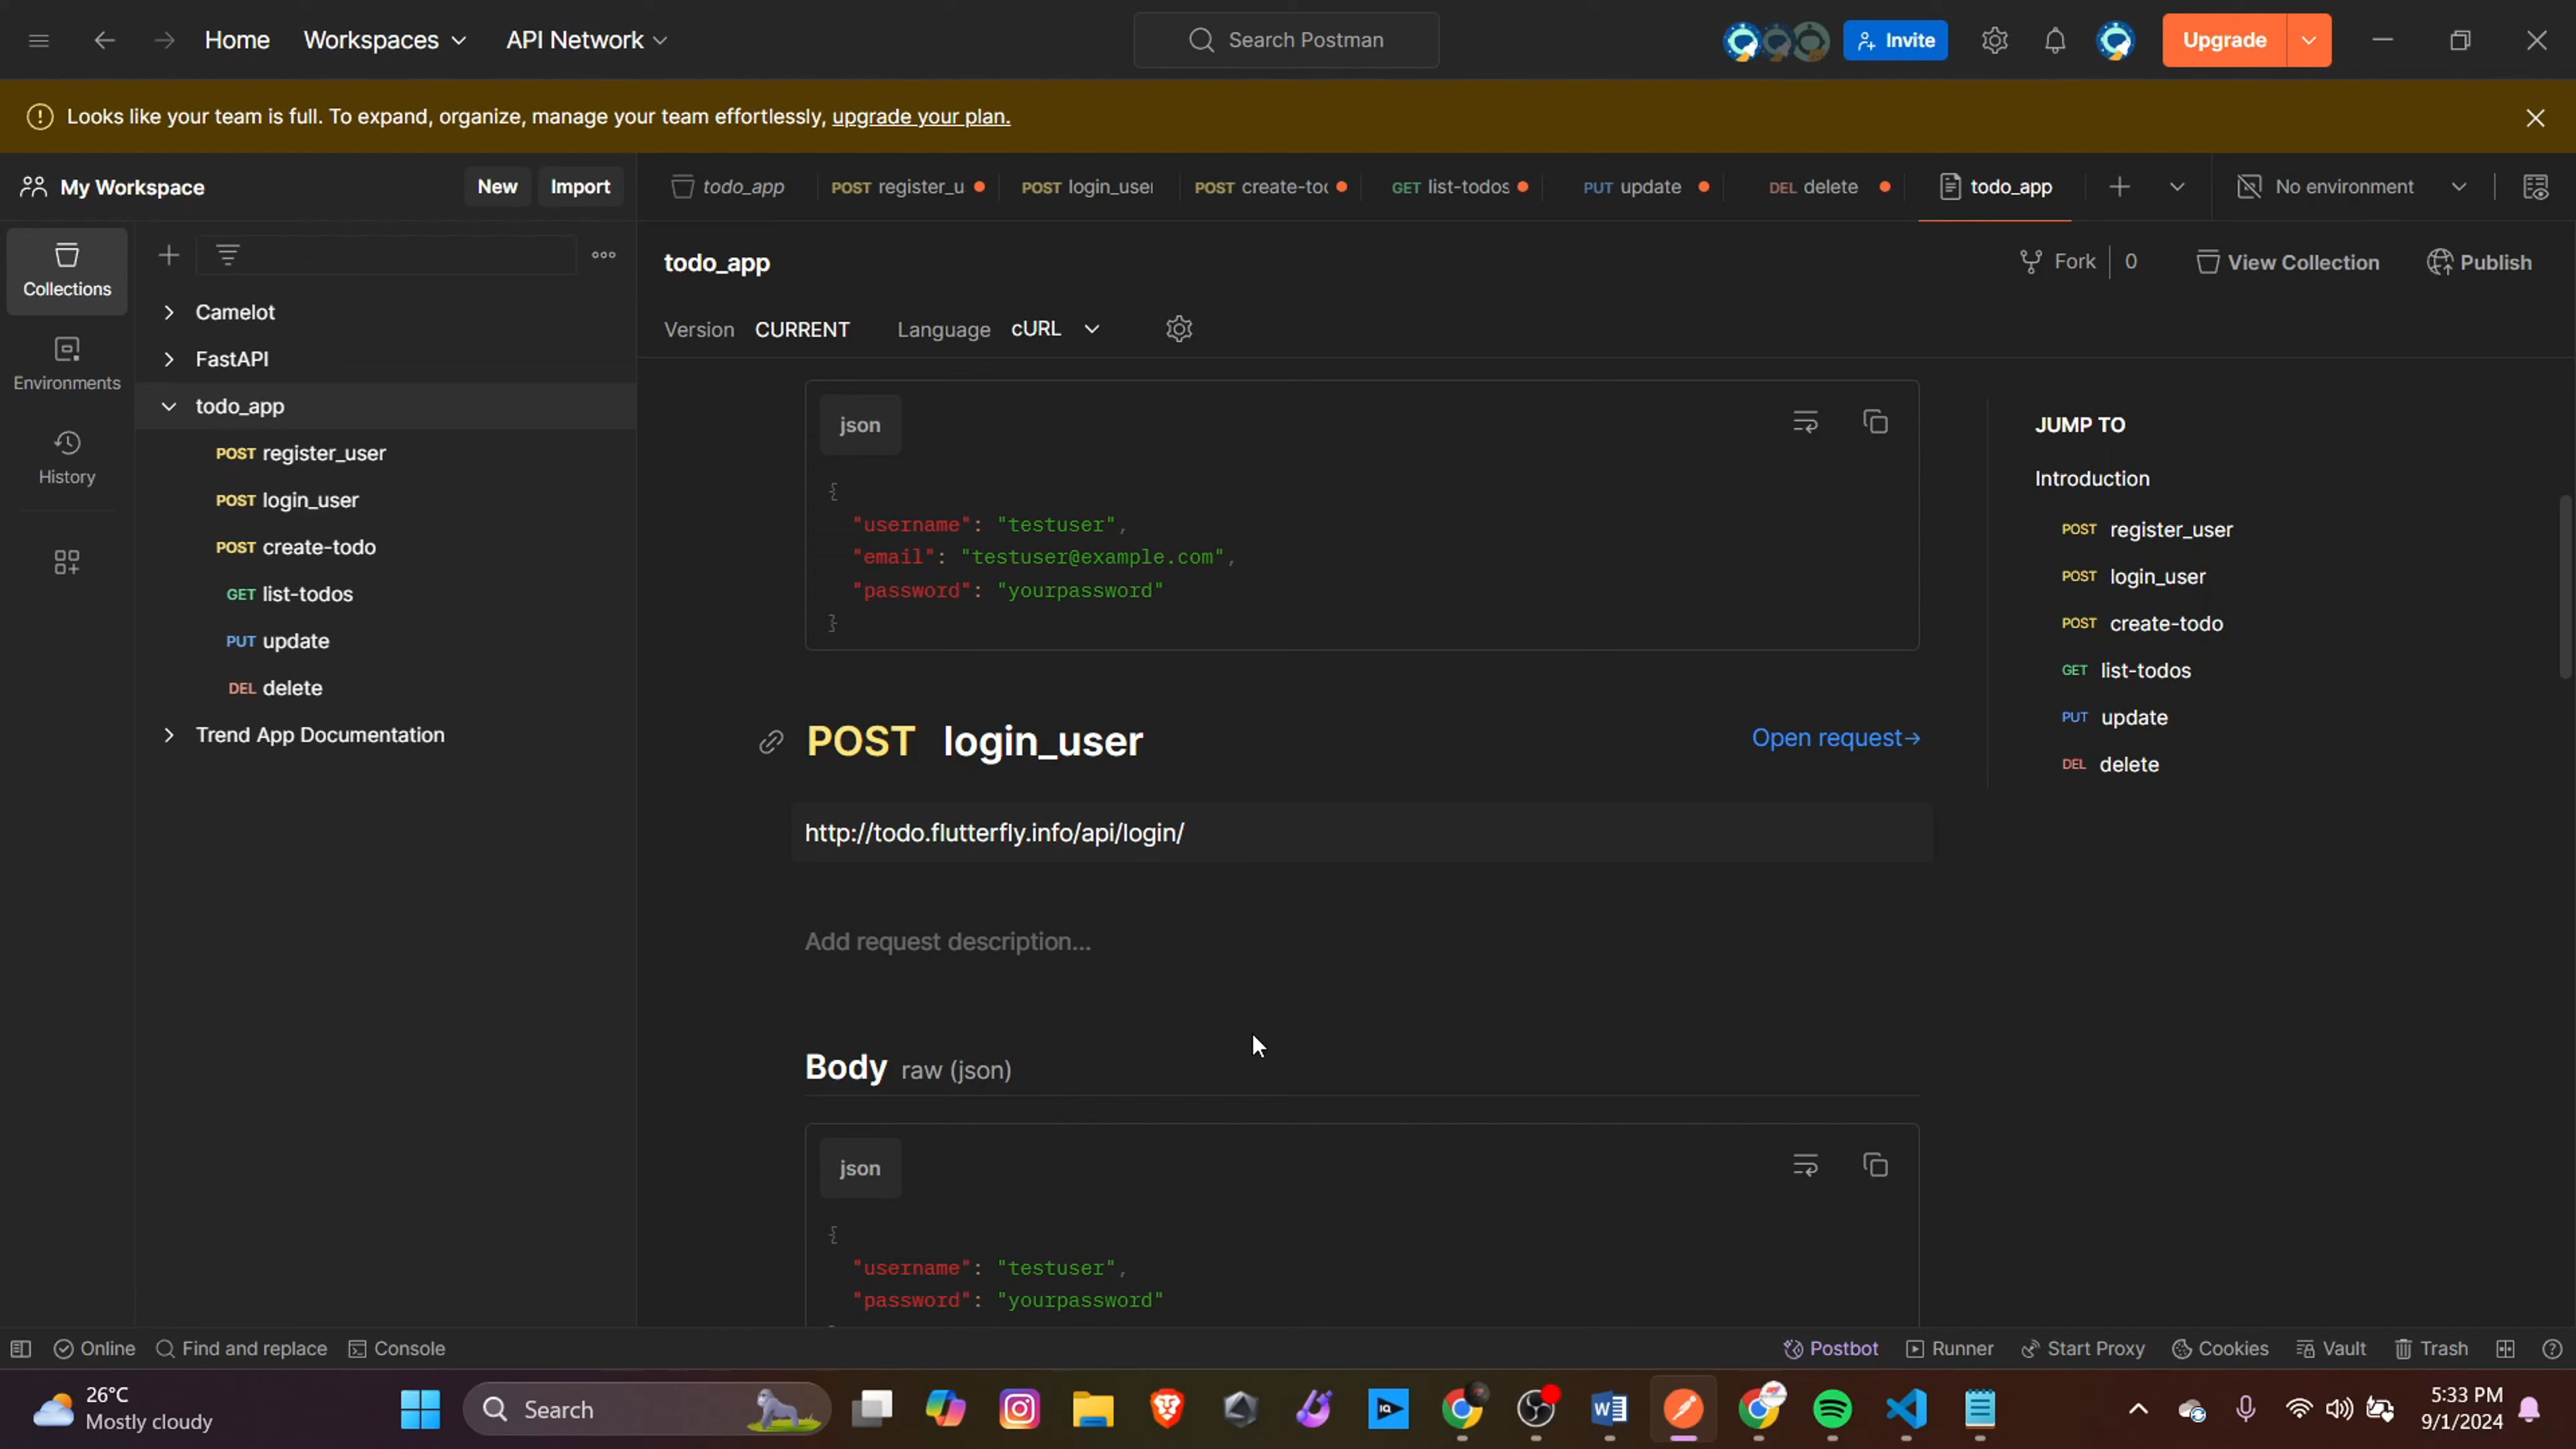 Home Workspaces API Network Search Postman Invite Upgrade
Looks like your team is full. To expand, organize, manage your team effortlessly, upgrade your plan.
My Workspace New Import todo_app POST register_u POST login_user POST create-too GET list-todos PUT update DEL delete todo_app No environment
todo_app Fork 0 View Collection Publish
Version CURRENT Language cURL
Collections
Environments
History
Camelot
FastAPI
todo_app
POST register_user
POST login_user
POST create-todo
GET list-todos
PUT update
DEL delete
Trend App Documentation
json
{
"username": "testuser",
"email": "testuser@example.com",
"password": "yourpassword"
}
POST login_user Open request→
http://todo.flutterfly.info/api/login/
Add request description...
Body raw (json)
json
{
"username": "testuser",
"password": "yourpassword"
JUMP TO
Introduction
POST register_user
POST login_user
POST create-todo
GET list-todos
PUT update
DEL delete
Online Find and replace Console Postbot Runner Start Proxy Cookies Vault Trash
26°C
Mostly cloudy
Search
IQ
W
5:33 PM
9/1/2024